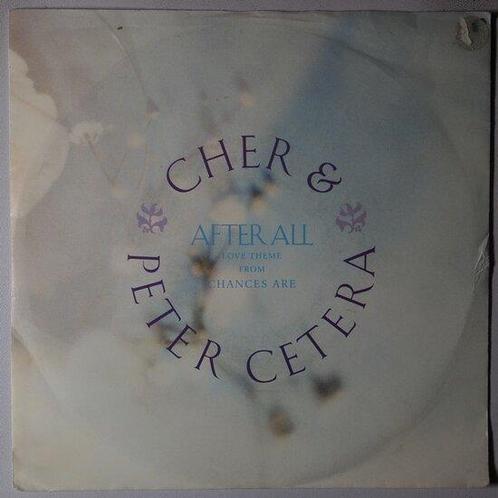 CHER &
AFTER ALL
LOVE THEME
FROM
CHANCES ARE
PETER CETERA